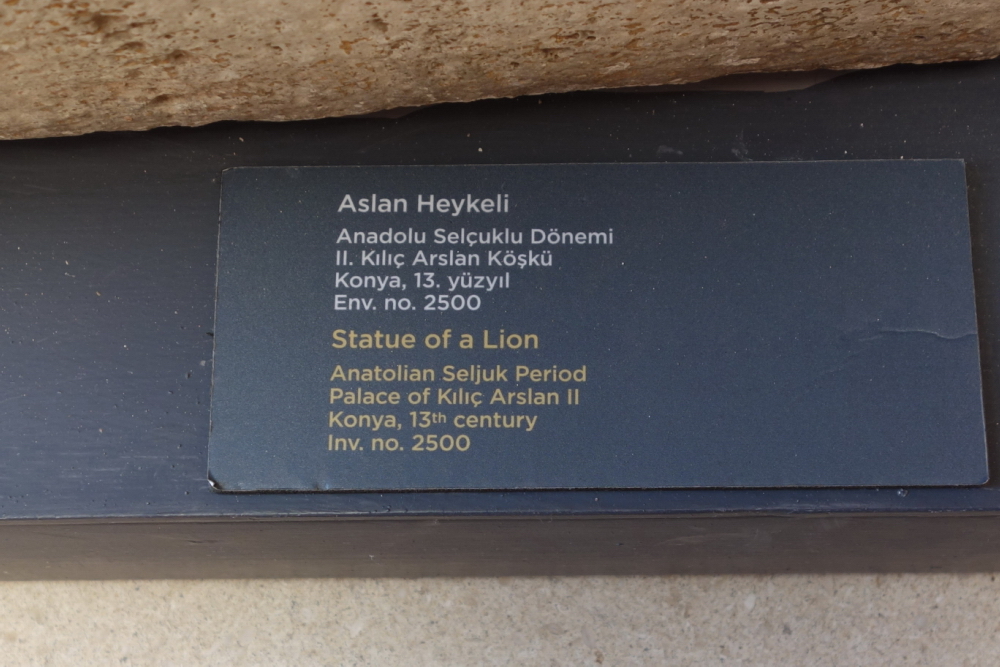 Aslan Heykeli
Anadolu Selçuklu Dönemi
II. Kılıç Arslan Köşkü
Konya, 13. yüzyıl
Env. no. 2500
Statue of a Lion
Anatolian Seljuk Period
Palace of Kılıç Arslan II
Konya, 13th century
Inv. no. 2500